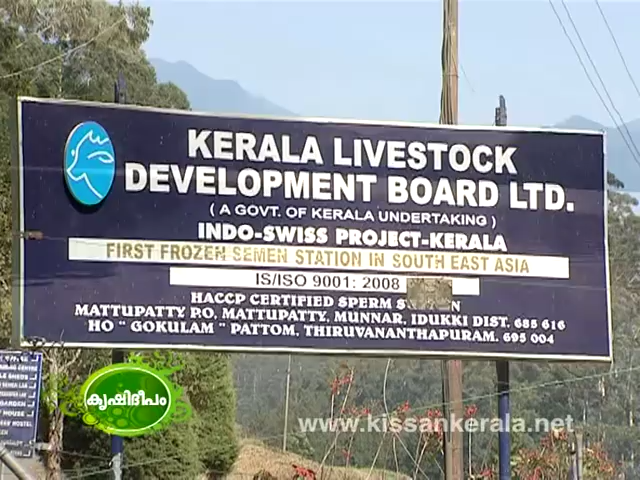 KERALA LIVESTOCK
DEVELOPMENT BOARD LTD.
( A GOVT. OF KERALA UNDERTAKING )
INDO-SWISS PROJECT-KERALA
FIRST FROZEN SEMEN STATION IN SOUTH EAST ASIA
IS/ISO 9001: 2008
HACCP CERTIFIED SPERM
MATTUPATTY PO, MATTUPATTY, MUNNAR, IDUKKI DIST. 685 616
HO " GOKULAM " PATTOM, THIRUVANANTHAPURAM. 695 004
കൃഷിദീപം
www.kissankerala.net